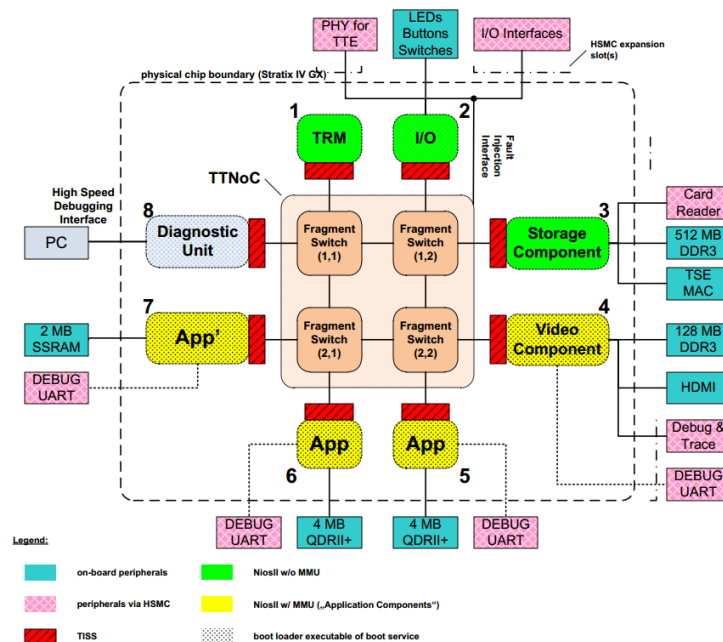 PHY for
TTE
LEDs
Buttons
Switches
I/O Interfaces
HSMC expansion
slot(s)
physical chip boundary (Stratix IV GX)
1
TRM
2
I/O
Fault
Injection
Interface
TTNoC
High Speed
Debugging
Interface
PC
8
Diagnostic
Unit
Fragment
Switch
(1,1)
Fragment
Switch
(1,2)
3
Storage
Component
Card
Reader
512 MB
DDR3
TSE
MAC
7
App'
2 MB
SSRAM
DEBUG
UART
Fragment
Switch
(2,1)
Fragment
Switch
(2,2)
4
Video
Component
128 MB
DDR3
HDMI
Debug &
Trace
DEBUG
UART
App
6
App
5
DEBUG
UART
4 MB
QDRII+
4 MB
QDRII+
DEBUG
UART
Legend:
on-board peripherals
NiosII w/o MMU
peripherals via HSMC
NiosII w/ MMU („Application Components“)
TISS
boot loader executable of boot service